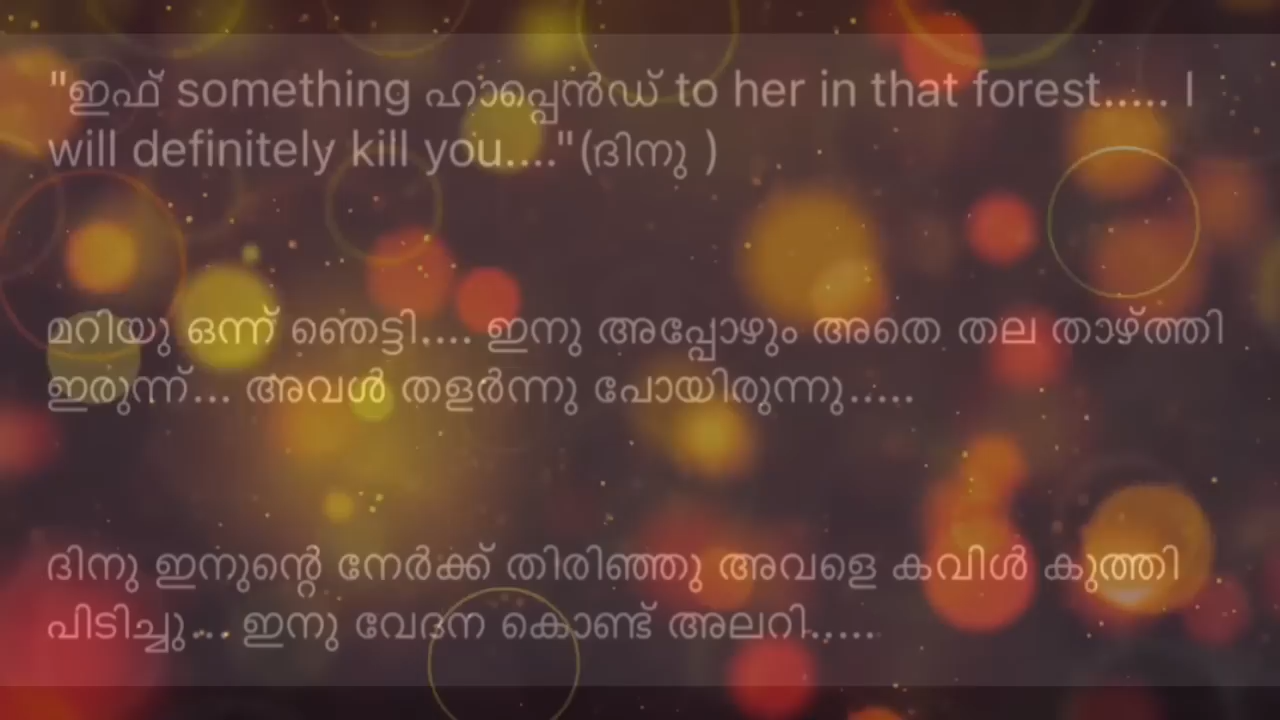 "ഇഫ് something ഹാപ്പെൻഡ് to her in that forest..... I
will definitely kill you...."(ദിനു )
മറിയു ഒന്ന് ഞെട്ടി.... ഇനു അപ്പോഴും അതെ തല താഴ്ത്തി
ഇരുന്ന്... അവൾ തളർന്നു പോയിരുന്നു.....
ദിനു ഇനുന്റെ നേർക്ക് തിരിഞ്ഞു അവളെ കവിൾ കുത്തി
പിടിച്ചു... ഇനു വേദന കൊണ്ട് അലറി.....